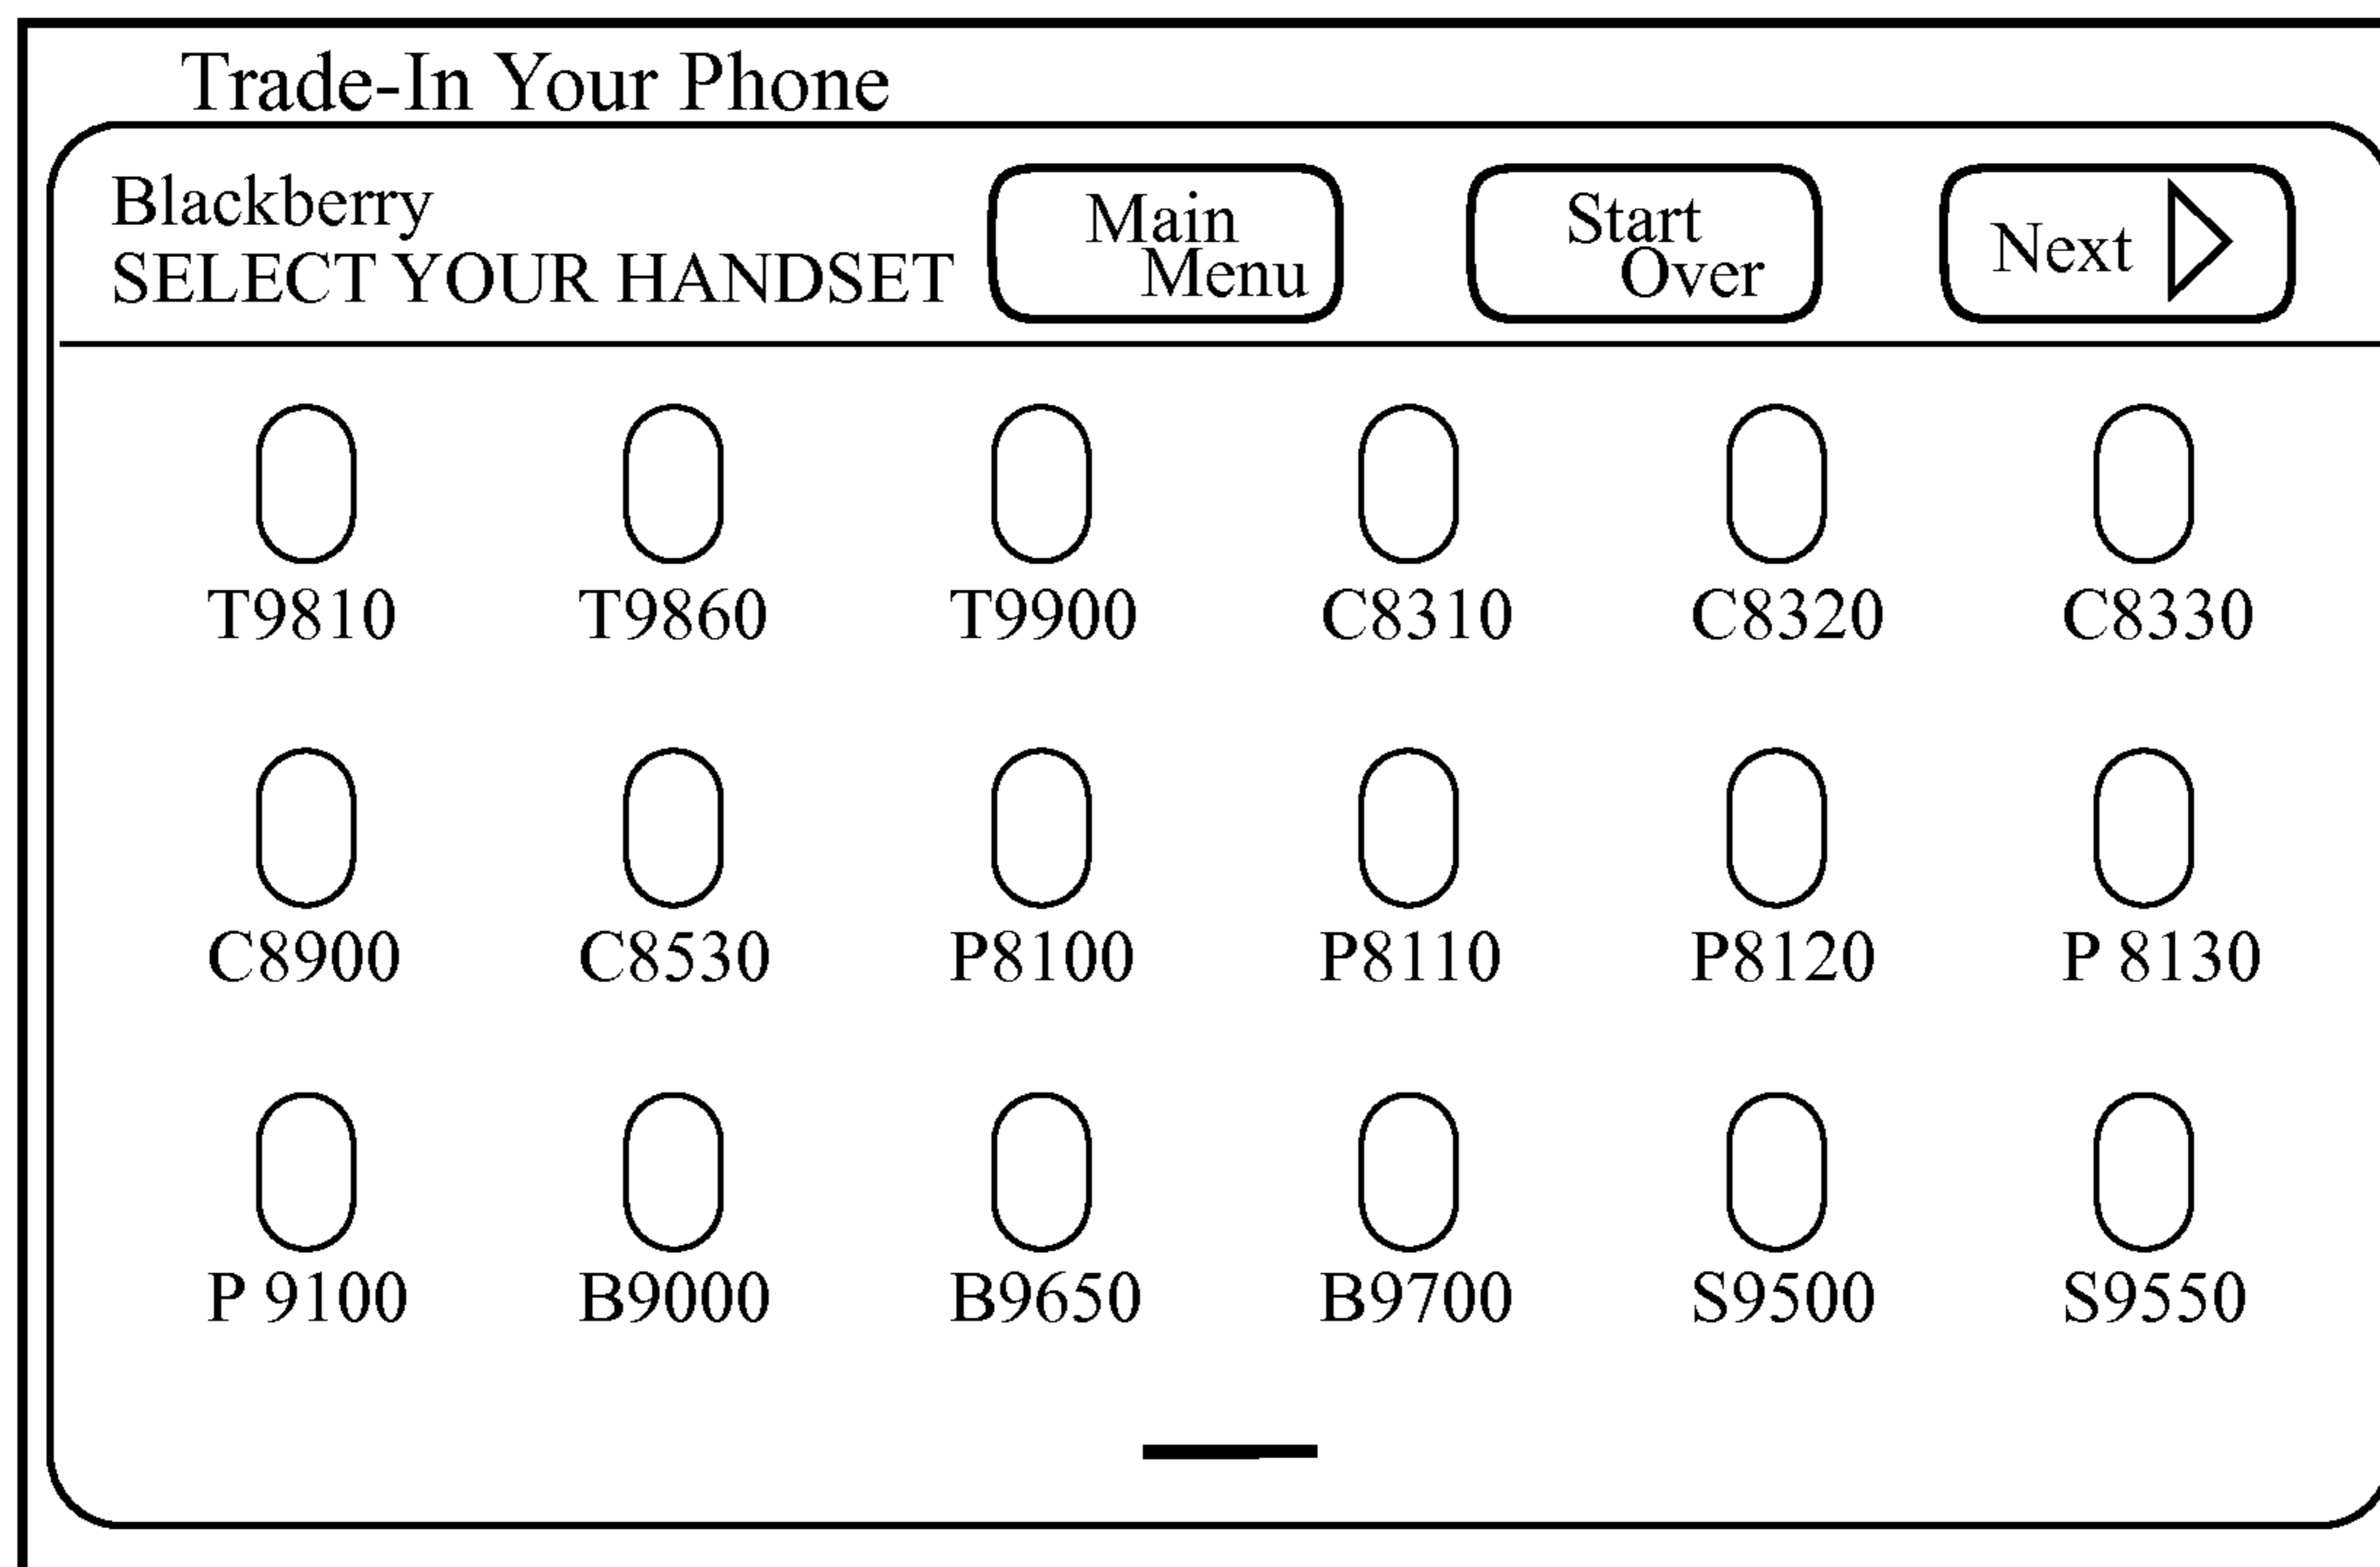 Trade-In Your Phone
Blackberry
SELECT YOUR HANDSET
Main
Menu
Start
Over
Next
T9810 T9860 T9900 C8310 C8320 C8330
C8900 C8530 P8100 P8110 P8120 P 8130
P 9100 B9000 B9650 B9700 S9500 S9550